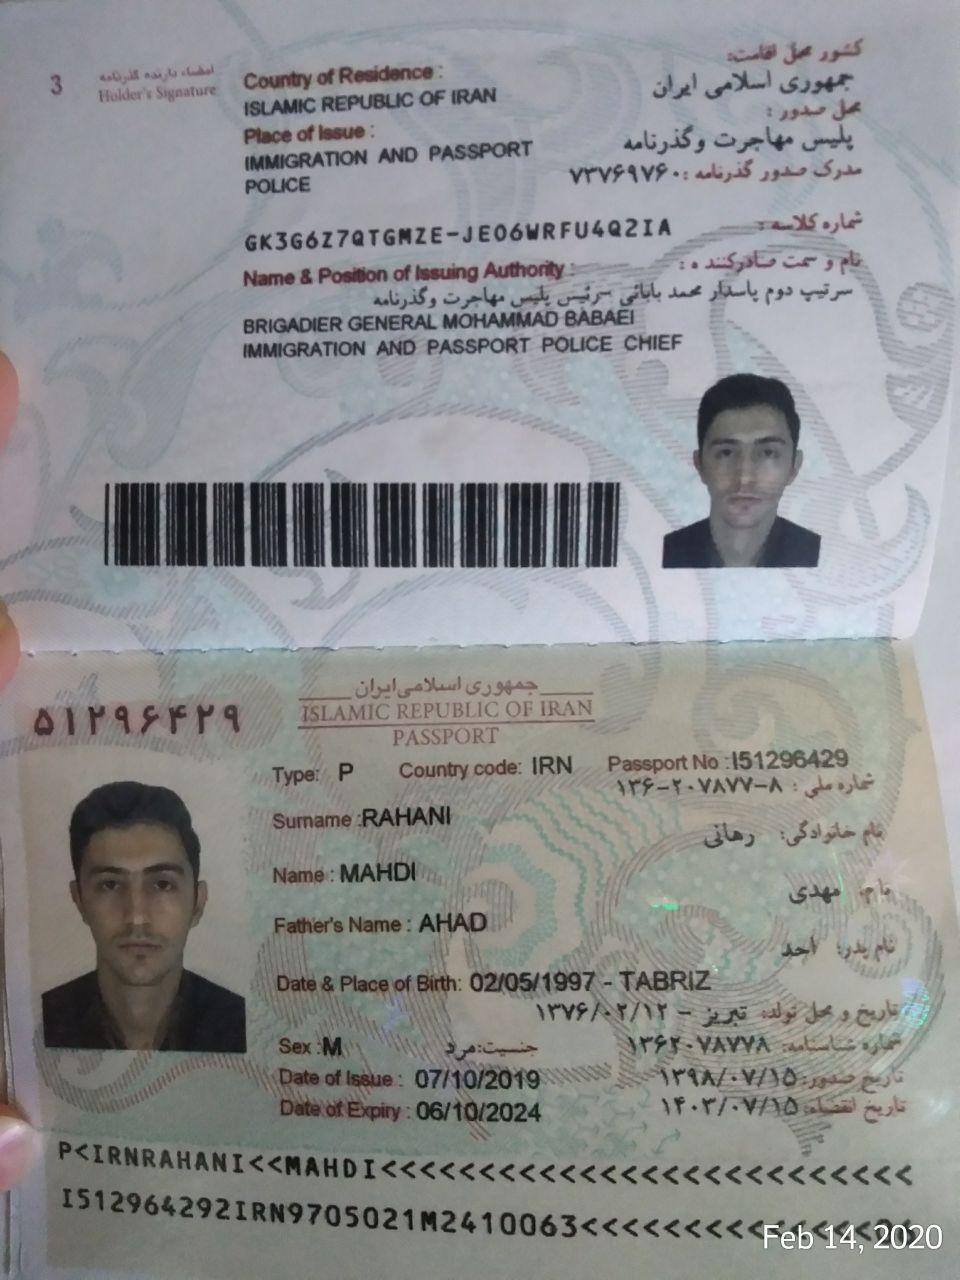 3
امضاء دارنده گذرنامه
Holder's Signature
کشور محل اقامت:
Country of Residence :
جمهوری اسلامی ایران
ISLAMIC REPUBLIC OF IRAN
محل صدور :
Place of Issue :
پلیس مهاجرت وگذرنامه
IMMIGRATION AND PASSPORT
POLICE
مدرک صدور گذرنامه :۷۳۷۶۹۷۶۰
شماره کلاسه :
GK3G6Z7QTGMZE-JEO6WRFU4Q2IA
نام و سمت صادرکننده :
Name & Position of Issuing Authority :
سرتیپ دوم پاسدار محمد بابائی سرئیس پلیس مهاجرت وگذرنامه
BRIGADIER GENERAL MOHAMMAD BABAEI
IMMIGRATION AND PASSPORT POLICE CHIEF
۵۱۲۹۶۴۲۹
جمهوری اسلامی ایران
ISLAMIC REPUBLIC OF IRAN
PASSPORT
Type: P Country code: IRN Passport No :I51296429
شماره ملی : ۱۳۶-۲۰۷۸۷۷-۸
Surname :RAHANI
نام خانوادگی: رهانی
Name : MAHDI
نام: مهدی
Father's Name : AHAD
نام پدر: احد
Date & Place of Birth: 02/05/1997 - TABRIZ
تاریخ و محل تولد: تبریز - ۱۳۷۶/۰۲/۱۲
Sex :M جنسیت:مرد
شماره شناسنامه: ۱۳۶۲۰۷۸۷۷۸
Date of Issue : 07/10/2019
تاریخ صدور: ۱۳۹۸/۰۷/۱۵
Date of Expiry : 06/10/2024
تاریخ انقضاء: ۱۴۰۳/۰۷/۱۵
P<IRNRAHANI<<MAHDI<<<<<<<<<<<<<<<<<<<<<<<<<<
I512964292IRN9705021M2410063<<<<<<<<<<<<<<
Feb 14, 2020